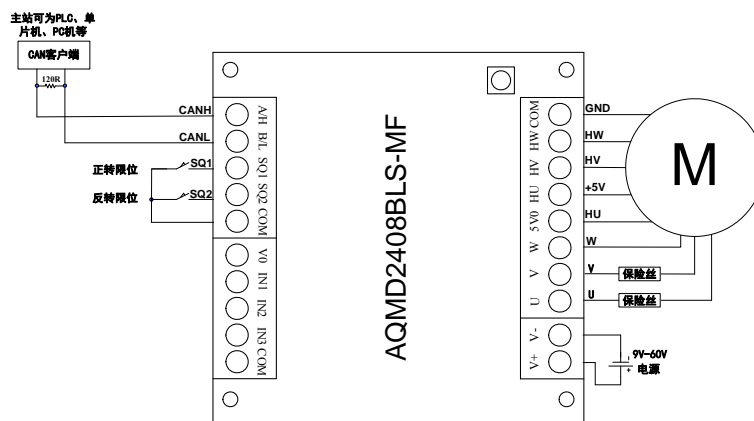 主站可为PLC、单
片机、PC机等
CAN客户端
120R
CANH
CANL
正转限位
SQ1
反转限位
SQ2
A/H
B/L
SQ1
SQ2
COM
V0
IN1
IN2
IN3
COM
AQMD2408BLS-MF
COM
HW
HV
HU
5V0
W
V
U
V-
V+
GND
HW
HV
+5V
HU
W
V
保险丝
U
保险丝
M
9V-60V
电源